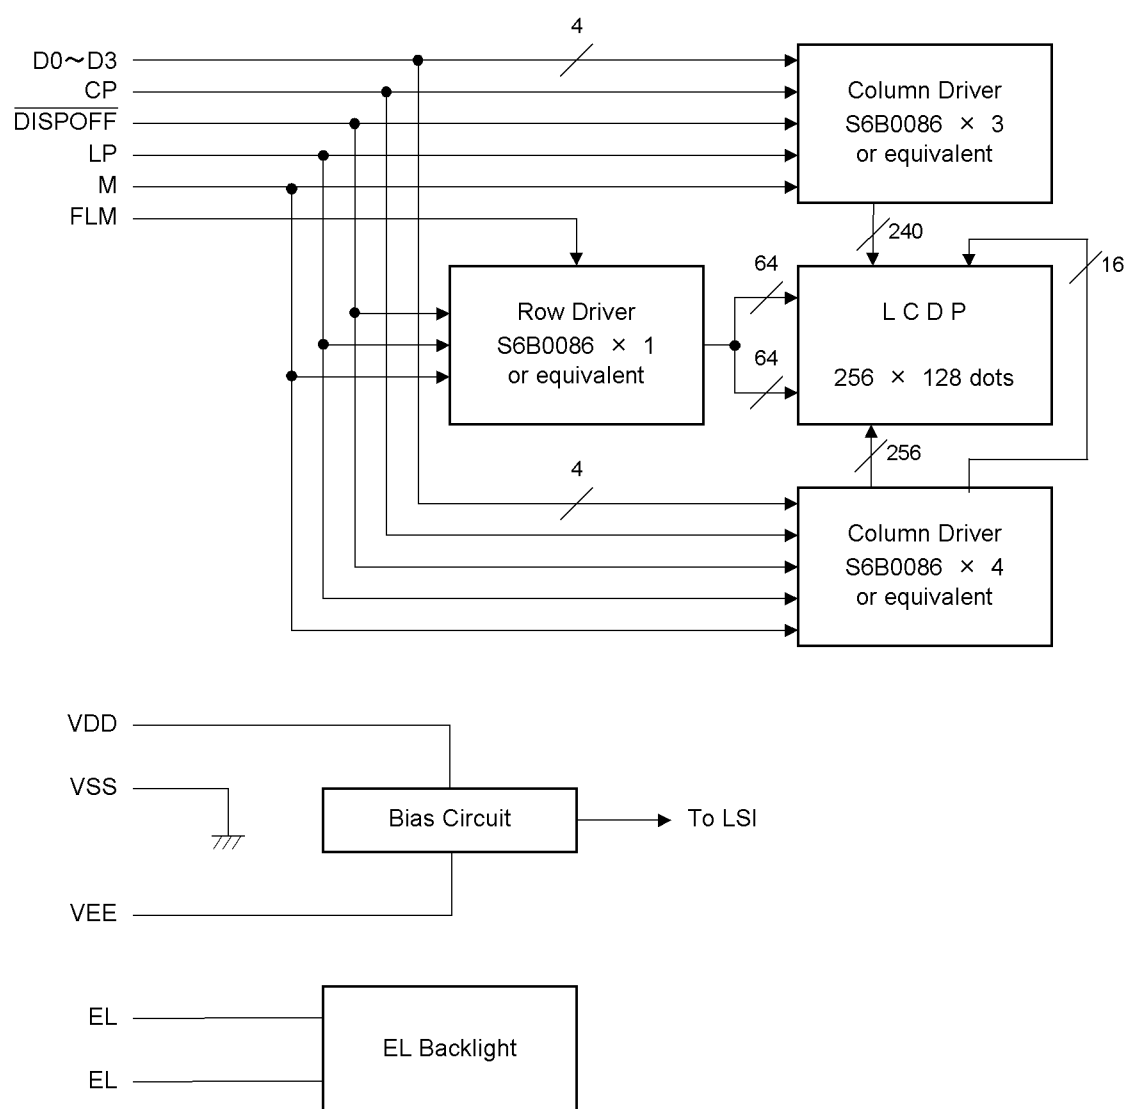 4
D0～D3
CP
DISPOFF
LP
M
FLM
Column Driver
S6B0086 × 3
or equivalent
240
16
64
64
Row Driver
S6B0086 × 1
or equivalent
L C D P
256 × 128 dots
256
4
Column Driver
S6B0086 × 4
or equivalent
VDD
VSS
Bias Circuit
To LSI
VEE
EL
EL Backlight
EL